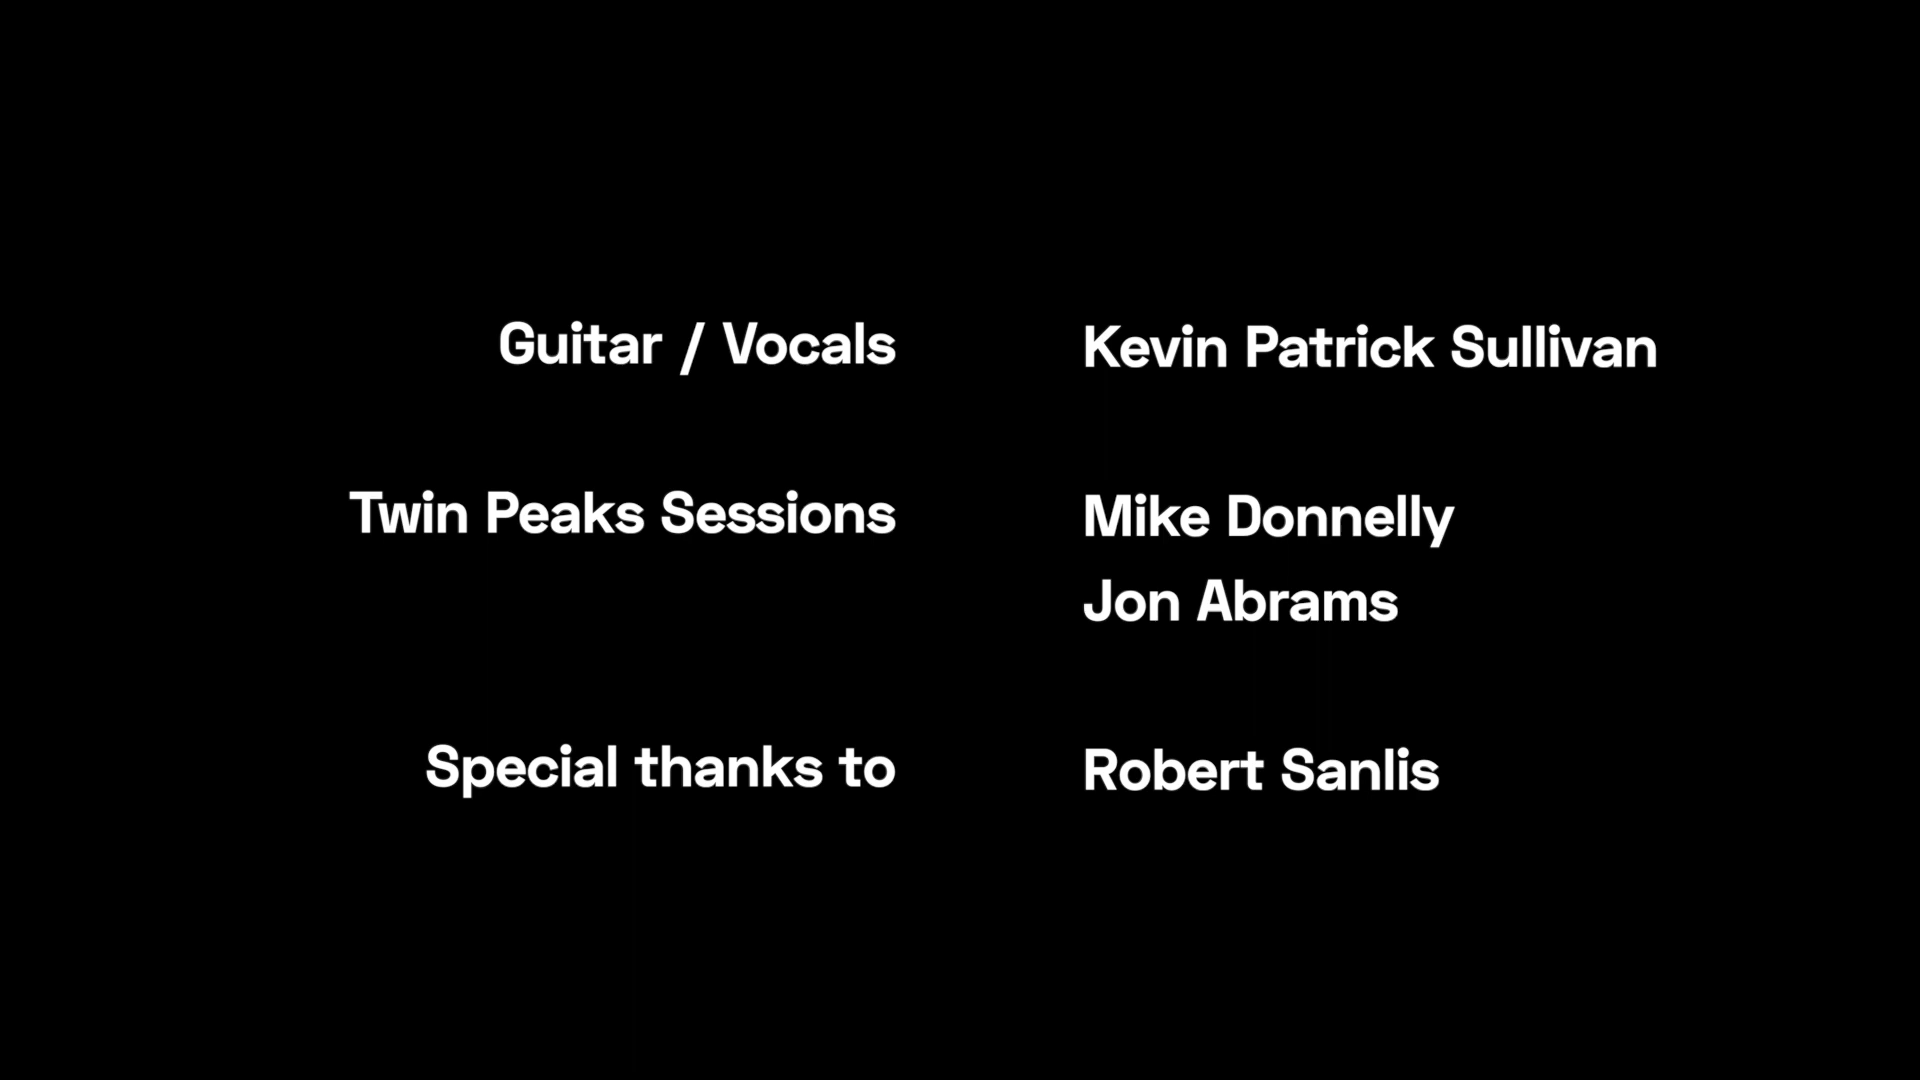 Guitar / Vocals Kevin Patrick Sullivan
Twin Peaks Sessions Mike Donnelly
Jon Abrams
Special thanks to Robert Sanlis